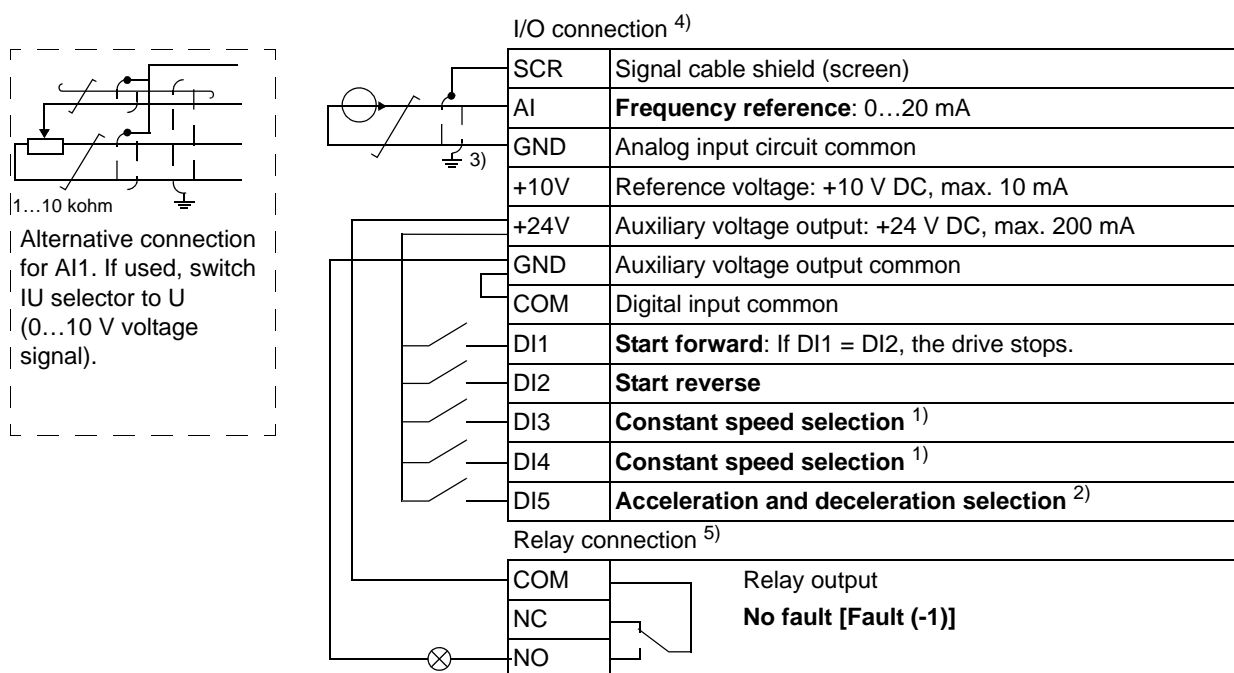 I/O connection 4)
SCR Signal cable shield (screen)
AI Frequency reference: 0…20 mA
GND Analog input circuit common
3)
+10V Reference voltage: +10 V DC, max. 10 mA
+24V Auxiliary voltage output: +24 V DC, max. 200 mA
GND Auxiliary voltage output common
COM Digital input common
DI1 Start forward: If DI1 = DI2, the drive stops.
DI2 Start reverse
DI3 Constant speed selection 1)
DI4 Constant speed selection 1)
DI5 Acceleration and deceleration selection 2)
1…10 kohm
Alternative connection
for AI1. If used, switch
IU selector to U
(0…10 V voltage
signal).
Relay connection 5)
COM Relay output
NC No fault [Fault (-1)]
NO